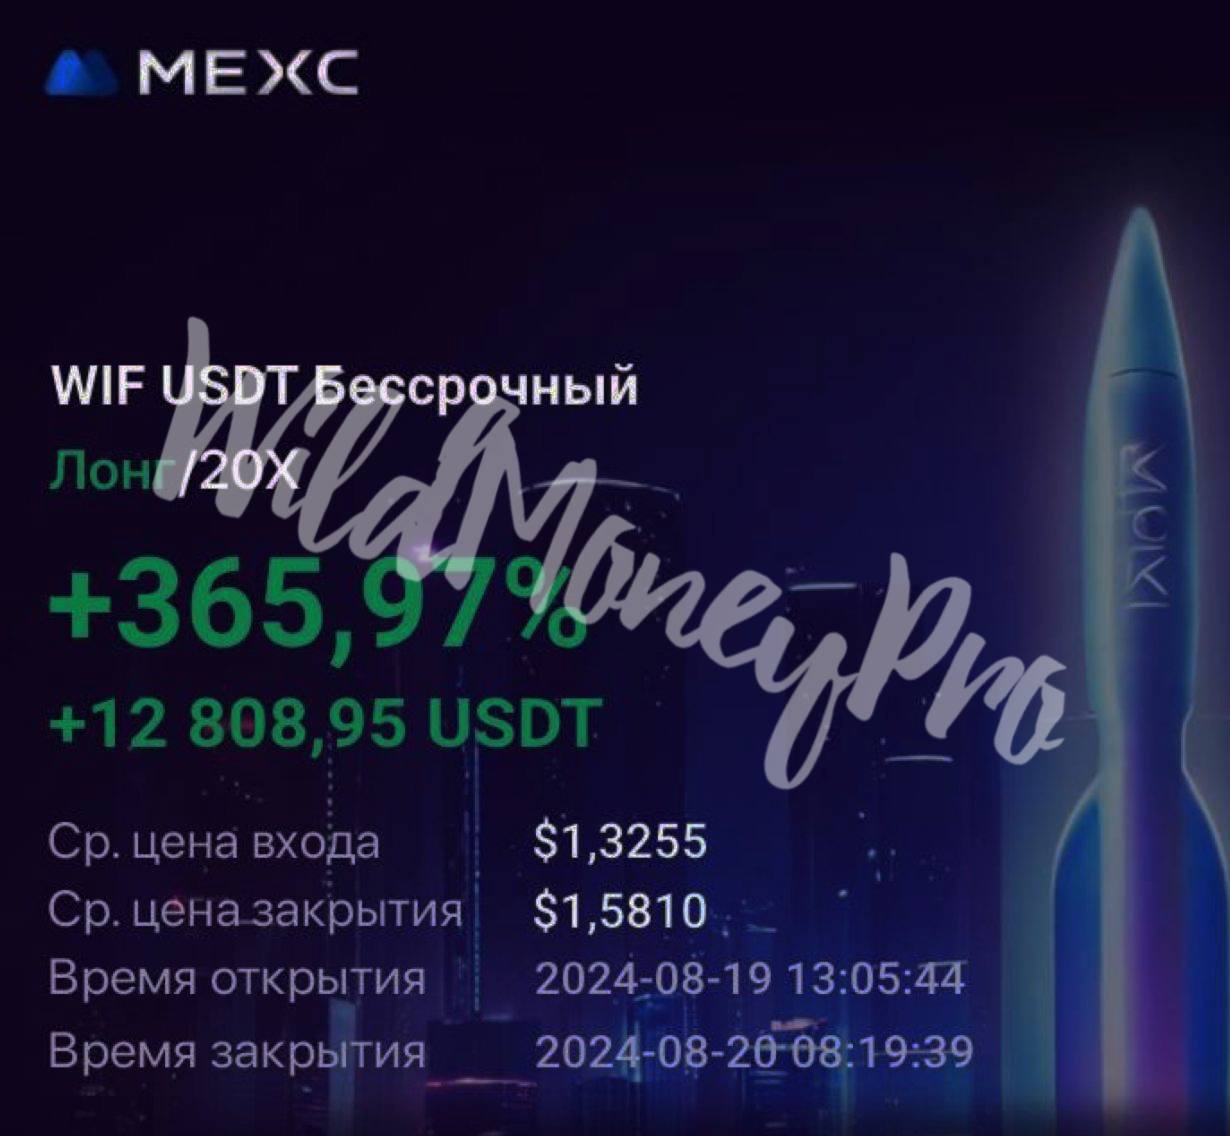 MEXC
WIF USDT Бессрочный
Лонг/20X
WildMoneyPro
+365,97%
+12 808,95 USDT
Ср. цена входа $1,3255
Ср. цена закрытия $1,5810
Время открытия 2024-08-19 13:05:44
Время закрытия 2024-08-20 08:19:39